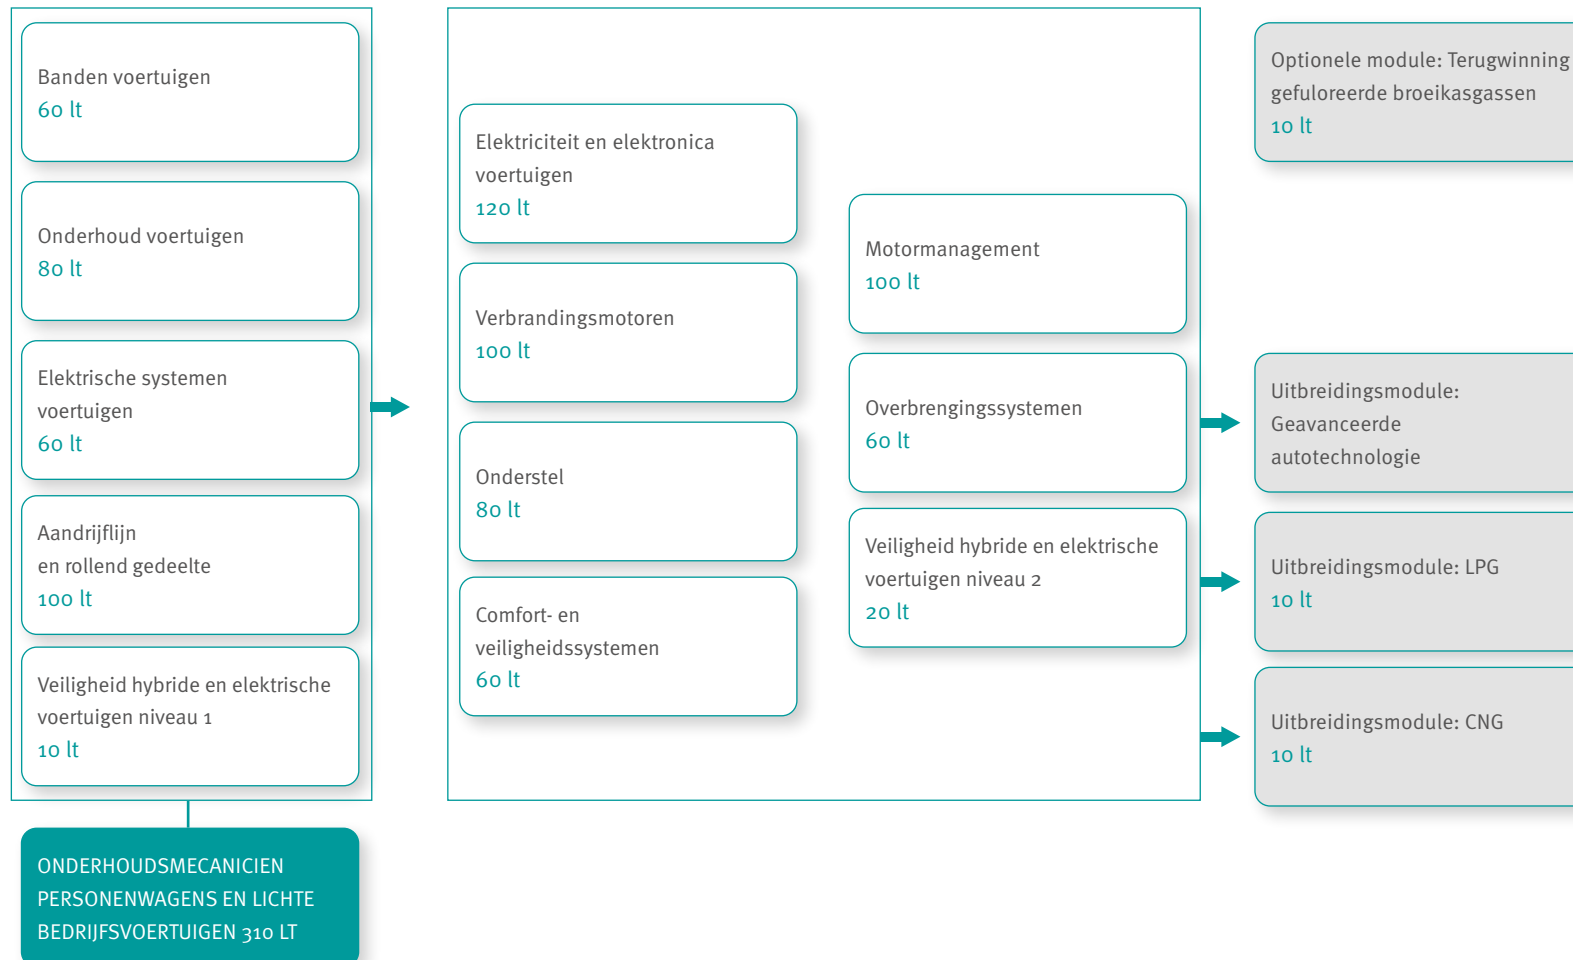 Banden voertuigen
60 lt
Onderhoud voertuigen
80 lt
Elektrische systemen
voertuigen
60 lt
Aandrijflijn
en rollend gedeelte
100 lt
Veiligheid hybride en elektrische
voertuigen niveau 1
10 lt
ONDERHOUDSMECANICIEN
PERSONENWAGENS EN LICHTE
BEDRIJFSVOERTUIGEN 310 LT
Elektriciteit en elektronica
voertuigen
120 lt
Verbrandingsmotoren
100 lt
Onderstel
80 lt
Comfort- en
veiligheidssystemen
60 lt
Motormanagement
100 lt
Overbrengingssystemen
60 lt
Veiligheid hybride en elektrische
voertuigen niveau 2
20 lt
Optionele module: Terugwinning
gefuloreerde broeikasgassen
10 lt
Uitbreidingsmodule:
Geavanceerde
autotechnologie
Uitbreidingsmodule: LPG
10 lt
Uitbreidingsmodule: CNG
10 lt